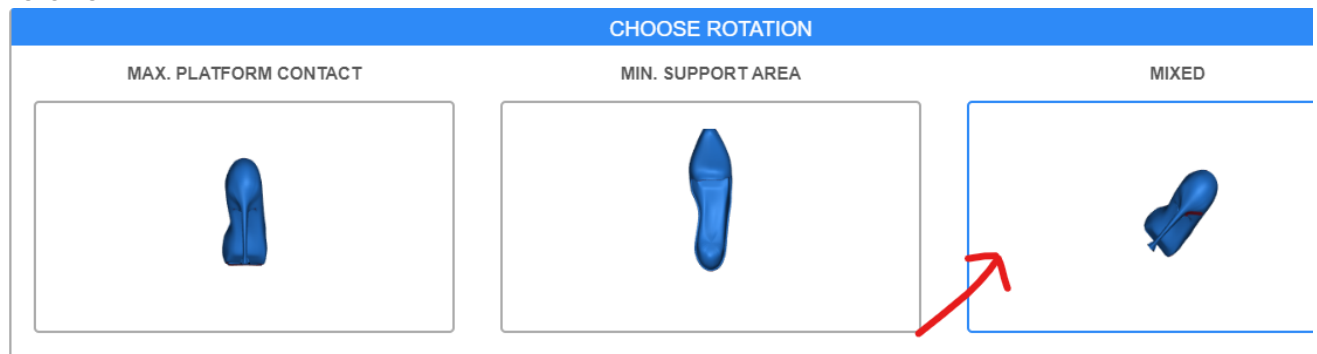 CHOOSE ROTATION
MAX. PLATFORM CONTACT
MIN. SUPPORT AREA
MIXED